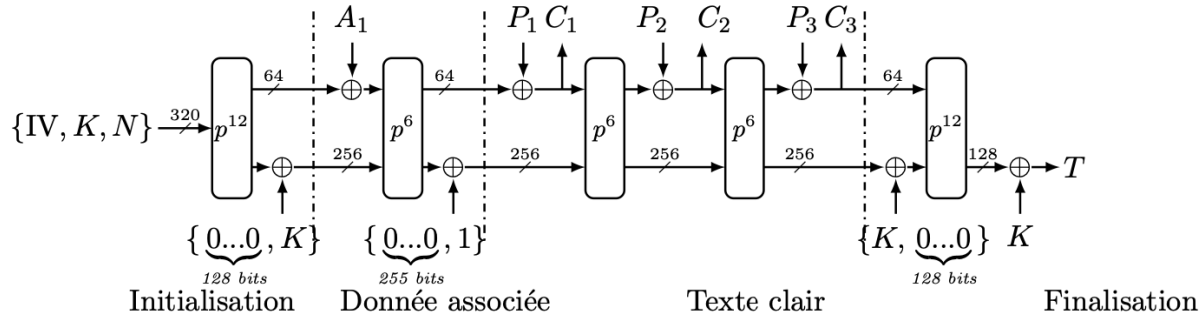 A₁ P₁ C₁ P₂ C₂ P₃ C₃
64 64 64
{IV, K, N} 320 p¹² p⁶ p⁶ p⁶ p¹² 
256 256 256 256 128 T
{ 0...0 , K} { 0...0 , 1} {K, 0...0 } K
128 bits 255 bits 128 bits
Initialisation Donnée associée Texte clair Finalisation